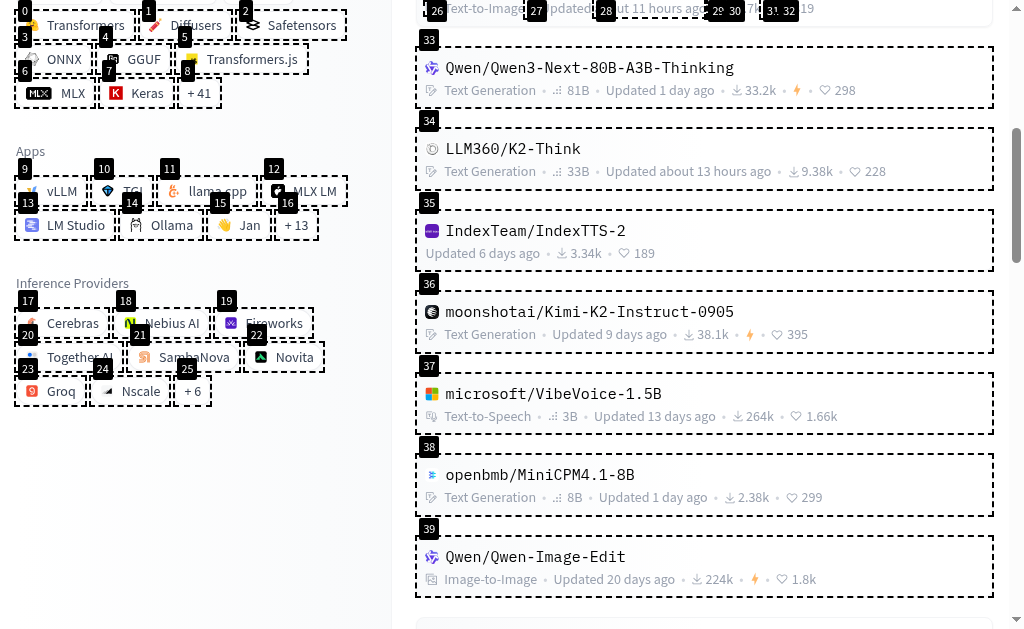 0 1 2
Transformers Diffusers Safetensors
3 4 5
ONNX GGUF Transformers.js
6 7 8
MLX MLX Keras + 41
Apps
9 10 11 12
vLLM TGI llama.cpp MLX LM
13 14 15 16
LM Studio Ollama Jan + 13
Inference Providers
17 18 19
Cerebras Nebius AI Fireworks
20 21 22
Together AI SambaNova Novita
23 24 25
Groq Nscale + 6
26 27 28 29 30 31 32
Text-to-Image • Updated about 11 hours ago 19
33
Qwen/Qwen3-Next-80B-A3B-Thinking
Text Generation • 81B • Updated 1 day ago • 33.2k • 298
34
LLM360/K2-Think
Text Generation • 33B • Updated about 13 hours ago • 9.38k • 228
35
IndexTeam/IndexTTS-2
Updated 6 days ago • 3.34k • 189
36
moonshotai/Kimi-K2-Instruct-0905
Text Generation • Updated 9 days ago • 38.1k • 395
37
microsoft/VibeVoice-1.5B
Text-to-Speech • 3B • Updated 13 days ago • 264k • 1.66k
38
openbmb/MiniCPM4.1-8B
Text Generation • 8B • Updated 1 day ago • 2.38k • 299
39
Qwen/Qwen-Image-Edit
Image-to-Image • Updated 20 days ago • 224k • 1.8k